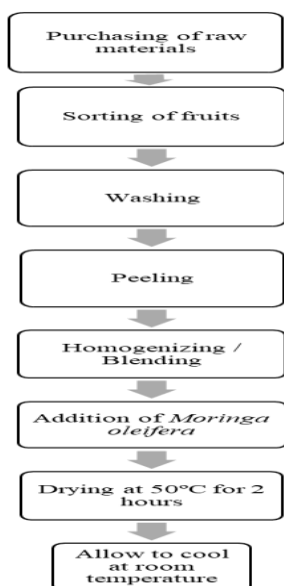 Purchasing of raw
materials
Sorting of fruits
Washing
Peeling
Homogenizing /
Blending
Addition of Moringa
oleifera
Drying at 50°C for 2
hours
Allow to cool
at room
temperature